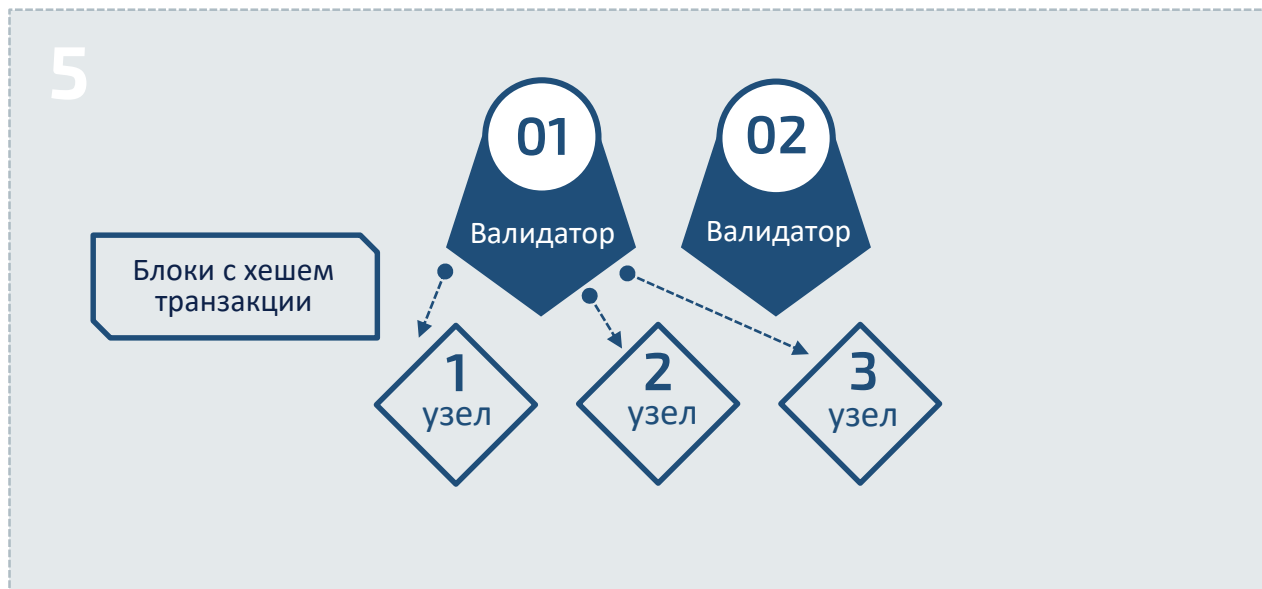 5
01
Валидатор
02
Валидатор
Блоки с хешем
транзакции
1
узел
2
узел
3
узел